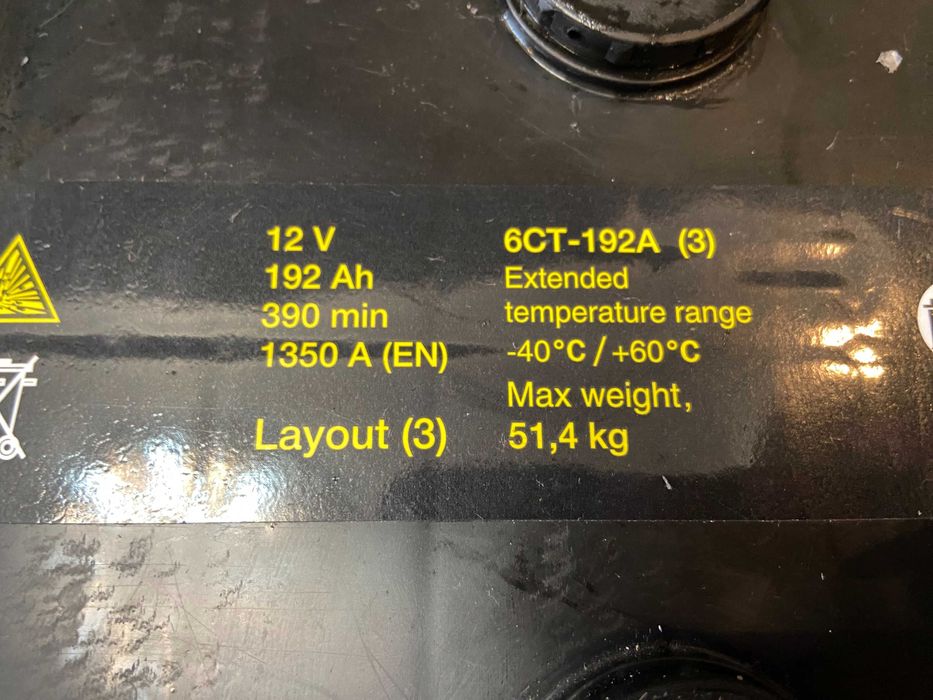 12 V
192 Ah
390 min
1350 A (EN)
Layout (3)
6CT-192A (3)
Extended
temperature range
-40°C / +60°C
Max weight,
51,4 kg